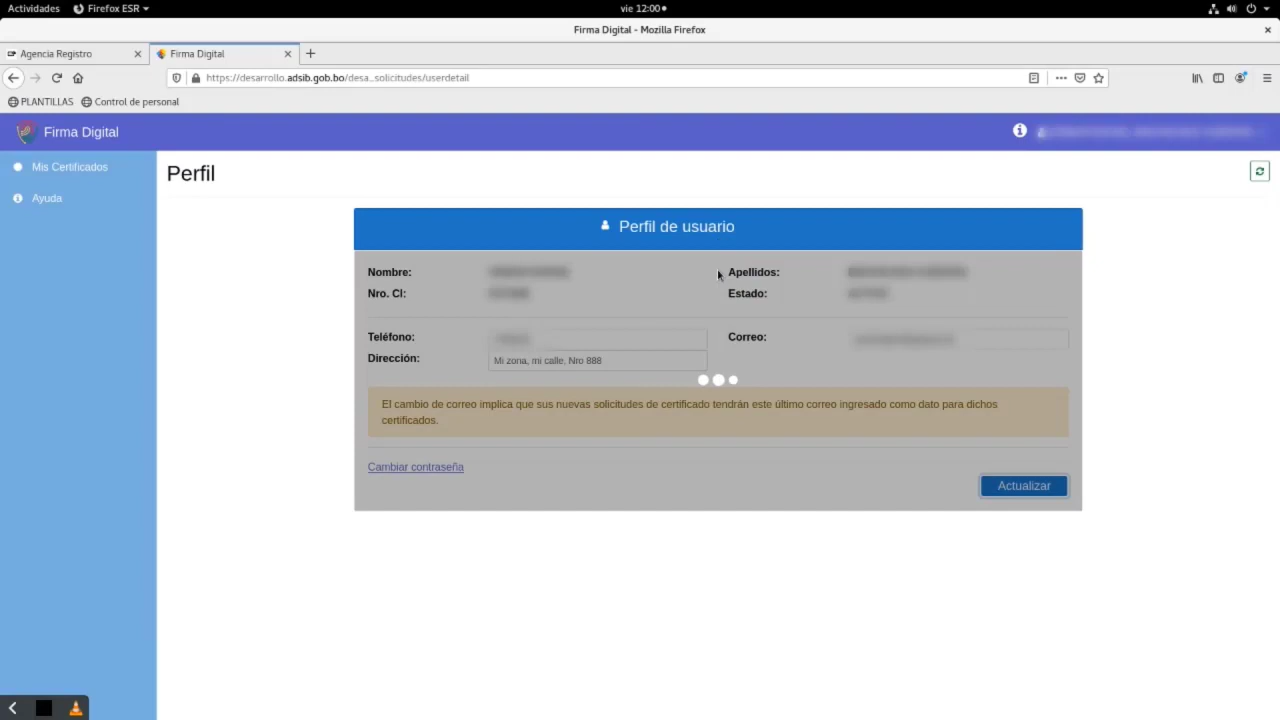 Actividades Firefox ESR vie 12:00
Firma Digital - Mozilla Firefox
Agencia Registro Firma Digital
https://desarrollo.adsib.gob.bo/desa_solicitudes/userdetail
PLANTILLAS Control de personal
Firma Digital
Mis Certificados
Ayuda
Perfil
Perfil de usuario
Nombre: Apellidos:
Nro. CI: Estado:
Teléfono: Correo:
Dirección: Mi zona, mi calle, Nro 888
El cambio de correo implica que sus nuevas solicitudes de certificado tendrán este último correo ingresado como dato para dichos
certificados.
Cambiar contraseña
Actualizar